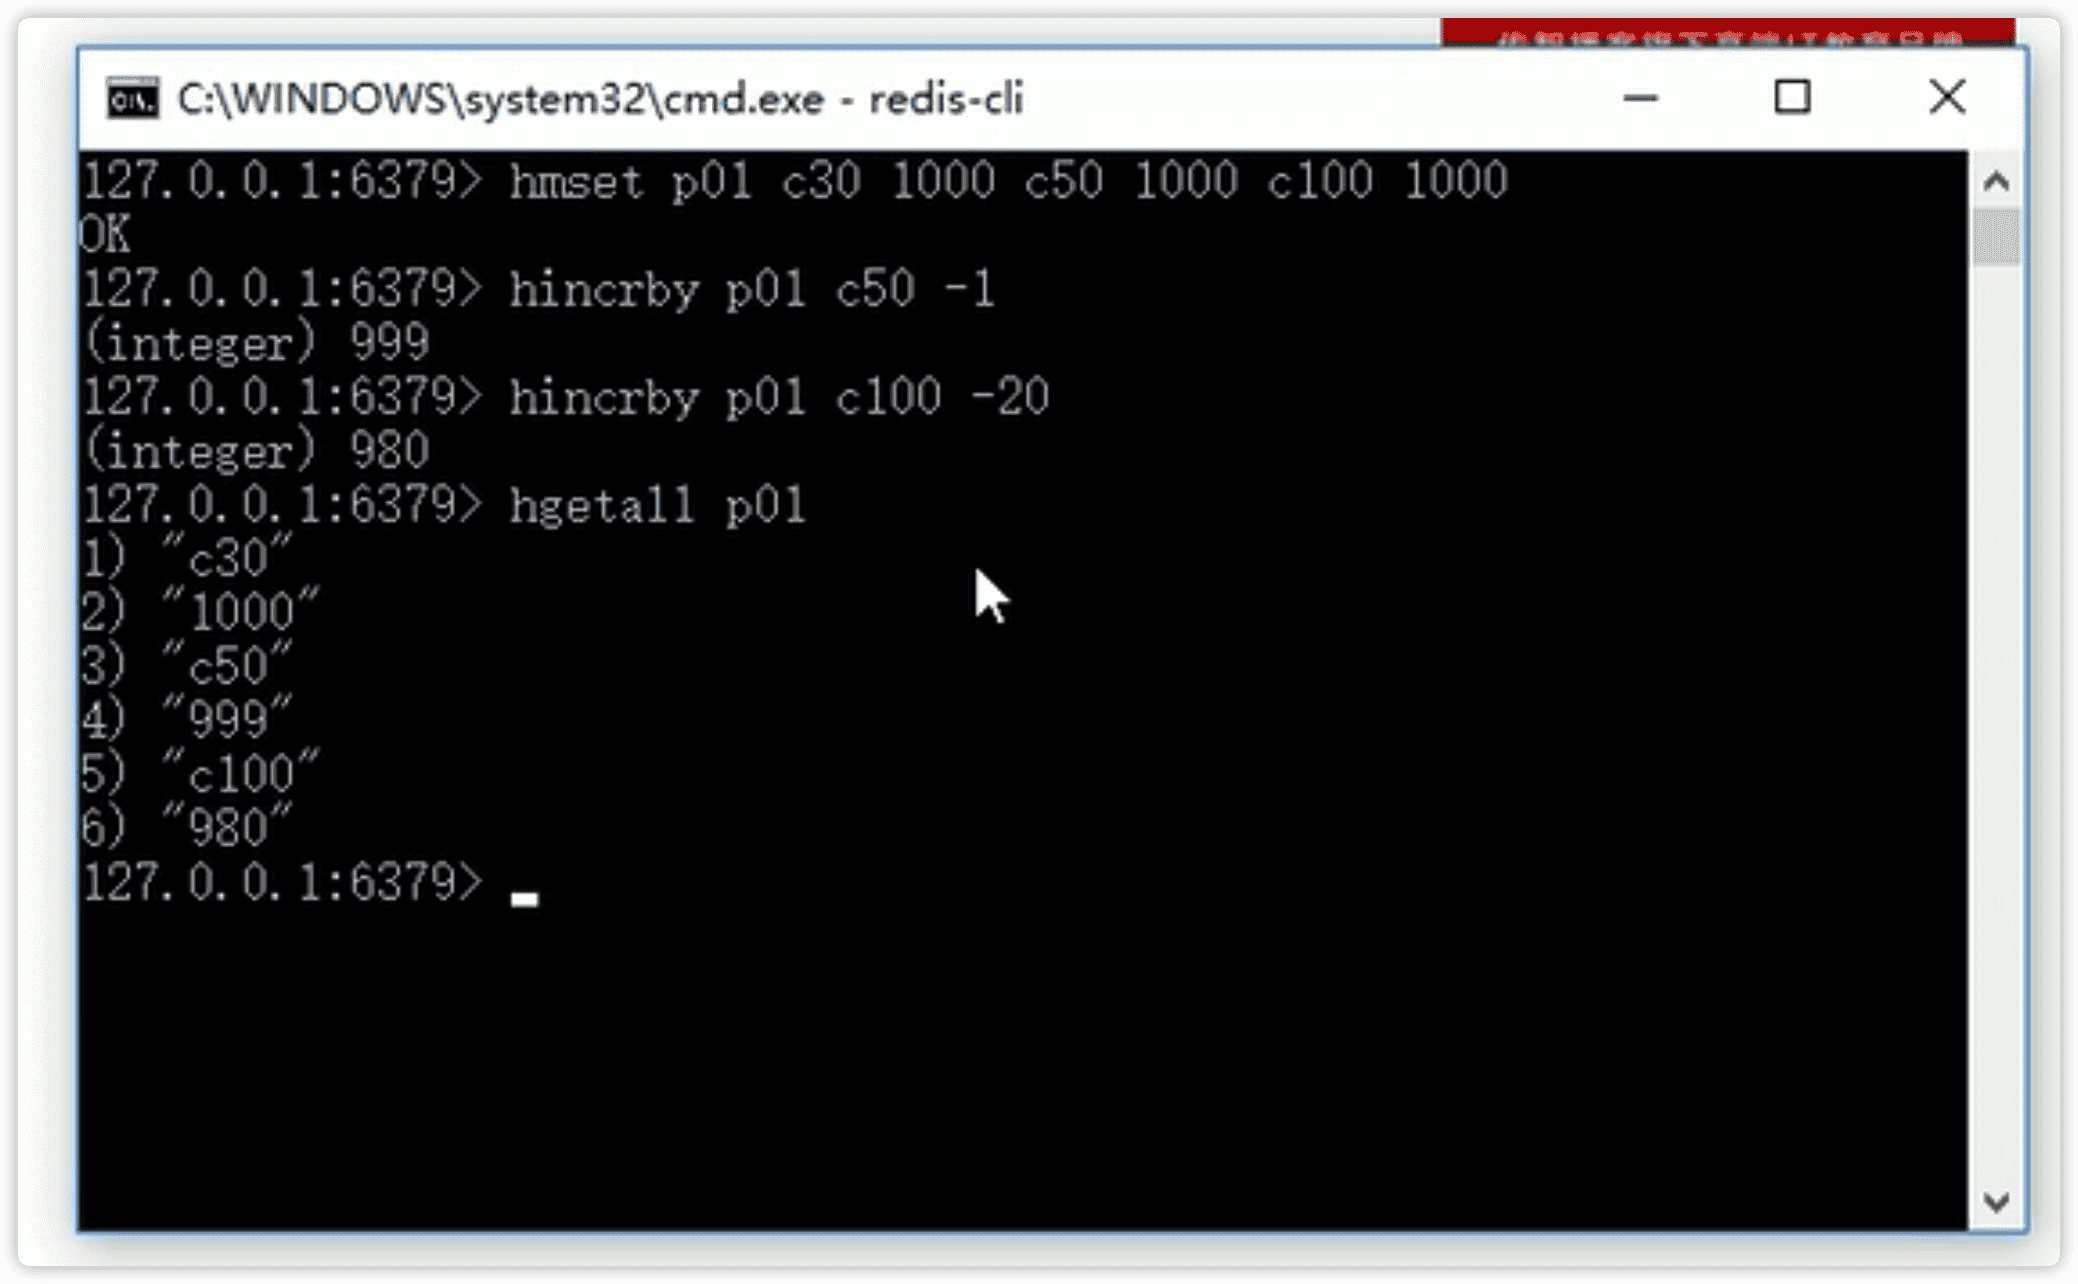 C:\WINDOWS\system32\cmd.exe - redis-cli
127.0.0.1:6379> hmset p01 c30 1000 c50 1000 c100 1000
OK
127.0.0.1:6379> hincrby p01 c50 -1
(integer) 999
127.0.0.1:6379> hincrby p01 c100 -20
(integer) 980
127.0.0.1:6379> hgetall p01
1) "c30"
2) "1000"
3) "c50"
4) "999"
5) "c100"
6) "980"
127.0.0.1:6379>